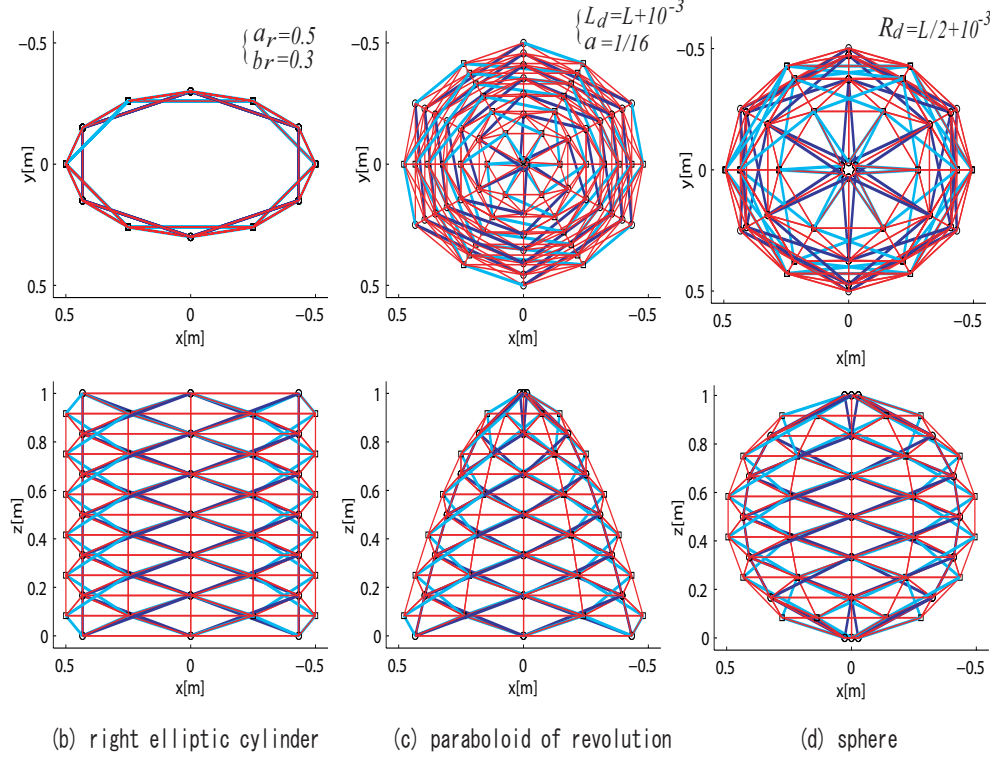 {a_r=0.5
b_r=0.3
{L_d=L+10^-3
a=1/16
R_d=L/2+10^-3
-0.5
0
0.5
y[m]
0.5
0
-0.5
x[m]
-0.5
0
0.5
y[m]
0.5
0
-0.5
x[m]
-0.5
0
0.5
y[m]
0.5
0
-0.5
x[m]
1
0.8
0.6
0.4
0.2
0
z[m]
0.5
0
-0.5
x[m]
1
0.8
0.6
0.4
0.2
0
z[m]
0.5
0
-0.5
x[m]
1
0.8
0.6
0.4
0.2
0
z[m]
0.5
0
-0.5
x[m]
(b) right elliptic cylinder
(c) paraboloid of revolution
(d) sphere